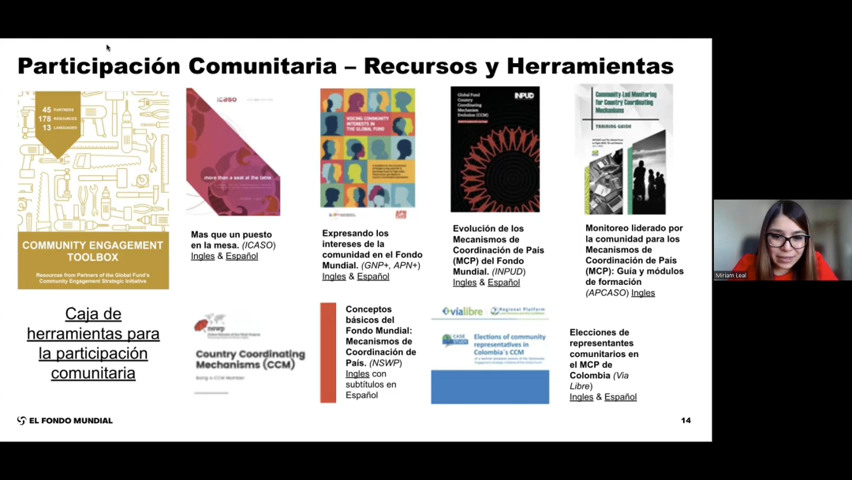 Participación Comunitaria – Recursos y Herramientas
45 PARTNERS
178 RESOURCES
13 LANGUAGES
COMMUNITY ENGAGEMENT
TOOLBOX
Resources from Partners of the Global Fund's
Community Engagement Strategic Initiative
Caja de
herramientas para
la participación
comunitaria
icaso
more than a seat at the table
Mas que un puesto
en la mesa. (ICASO)
Ingles & Español
VOICING COMMUNITY
INTERESTS IN
THE GLOBAL FUND
Expresando los
intereses de la
comunidad en el Fondo
Mundial. (GNP+, APN+)
Ingles & Español
Global Fund
Country
Coordinating
Mechanism
Evolution (CCM)
INPUD
Evolución de los
Mecanismos de
Coordinación de País
(MCP) del Fondo
Mundial. (INPUD)
Ingles & Español
Community-Led Monitoring
for Country Coordinating
Mechanisms
TRAINING GUIDE
Monitoreo liderado por
la comunidad para los
Mecanismos de
Coordinación de País
(MCP): Guía y módulos
de formación
(APCASO) Ingles
nswp
Country Coordinating
Mechanisms (CCM)
Being a CCM Member
Conceptos
básicos del
Fondo Mundial:
Mecanismos de
Coordinación de
País. (NSWP)
Ingles con
subtítulos en
Español
vialibre
Regional Platform
CASE
STUDY
Elections of community
representatives in
Colombia's CCM
Elecciones de
representantes
comunitarios en
el MCP de
Colombia (Via
Libre)
Ingles & Español
EL FONDO MUNDIAL
14
Miriam Leal